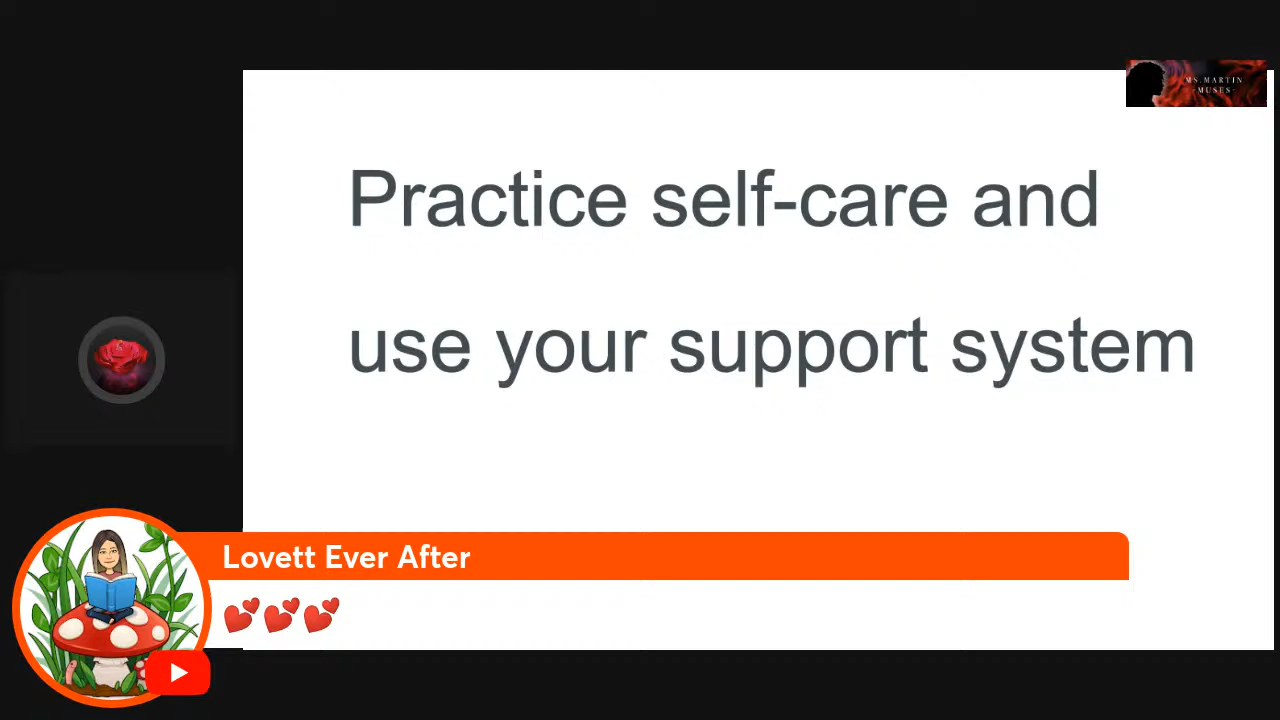 MS.MARTIN
-MUSES-
Practice self-care and
use your support system
Lovett Ever After
💕💕💕